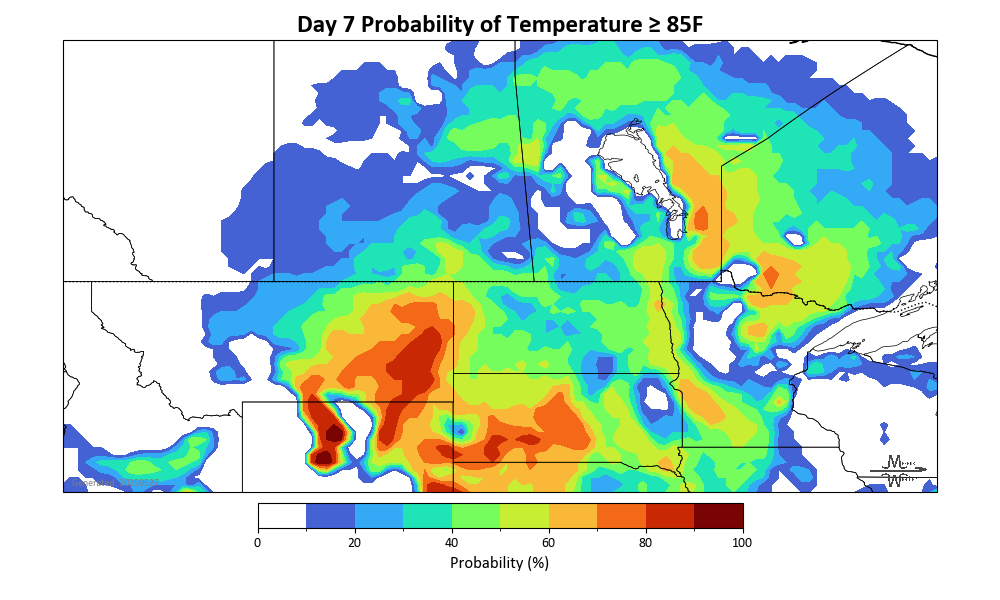 Day 7 Probability of Temperature ≥ 85F
M
W
0 20 40 60 80 100
Probability (%)